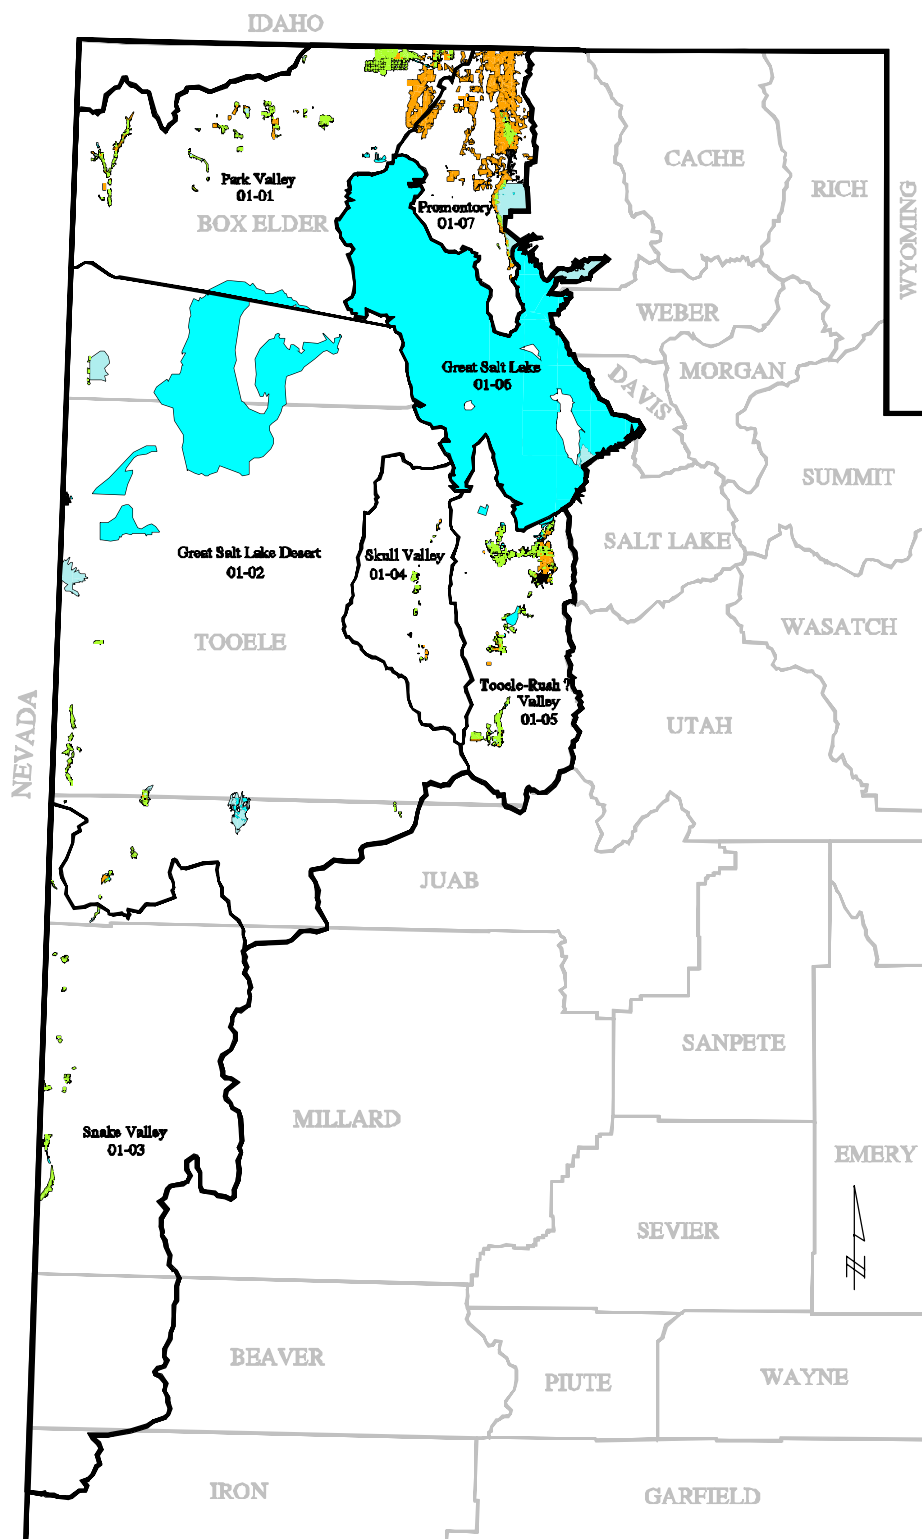 IDAHO
CACHE
RICH
WYOMING
Park Valley
01-01
BOX ELDER
Promontory
01-07
WEBER
Great Salt Lake
01-06
DAVIS
MORGAN
SUMMIT
SALT LAKE
Great Salt Lake Desert
01-02
Skull Valley
01-04
TOOELE
WASATCH
Tooele-Rush
Valley
01-05
UTAH
NEVADA
JUAB
SANPETE
MILLARD
Snake Valley
01-03
EMERY
SEVIER
BEAVER
PIUTE
WAYNE
IRON
GARFIELD